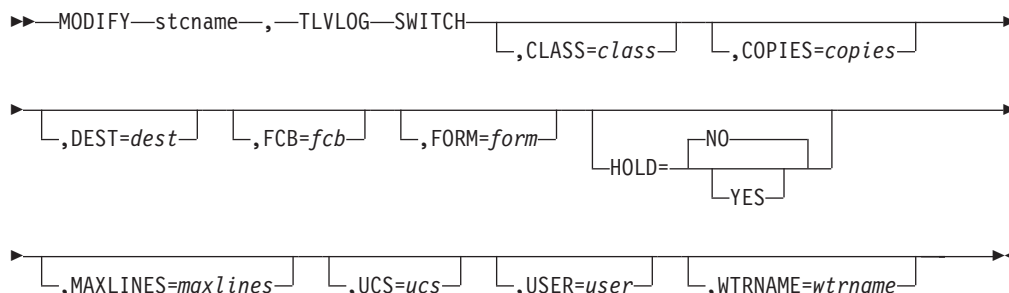 MODIFY stcname , TLVLOG SWITCH
,CLASS=class ,COPIES=copies
,DEST=dest ,FCB=fcb ,FORM=form
NO
HOLD=
YES
,MAXLINES=maxlines ,UCS=ucs ,USER=user ,WTRNAME=wtrname